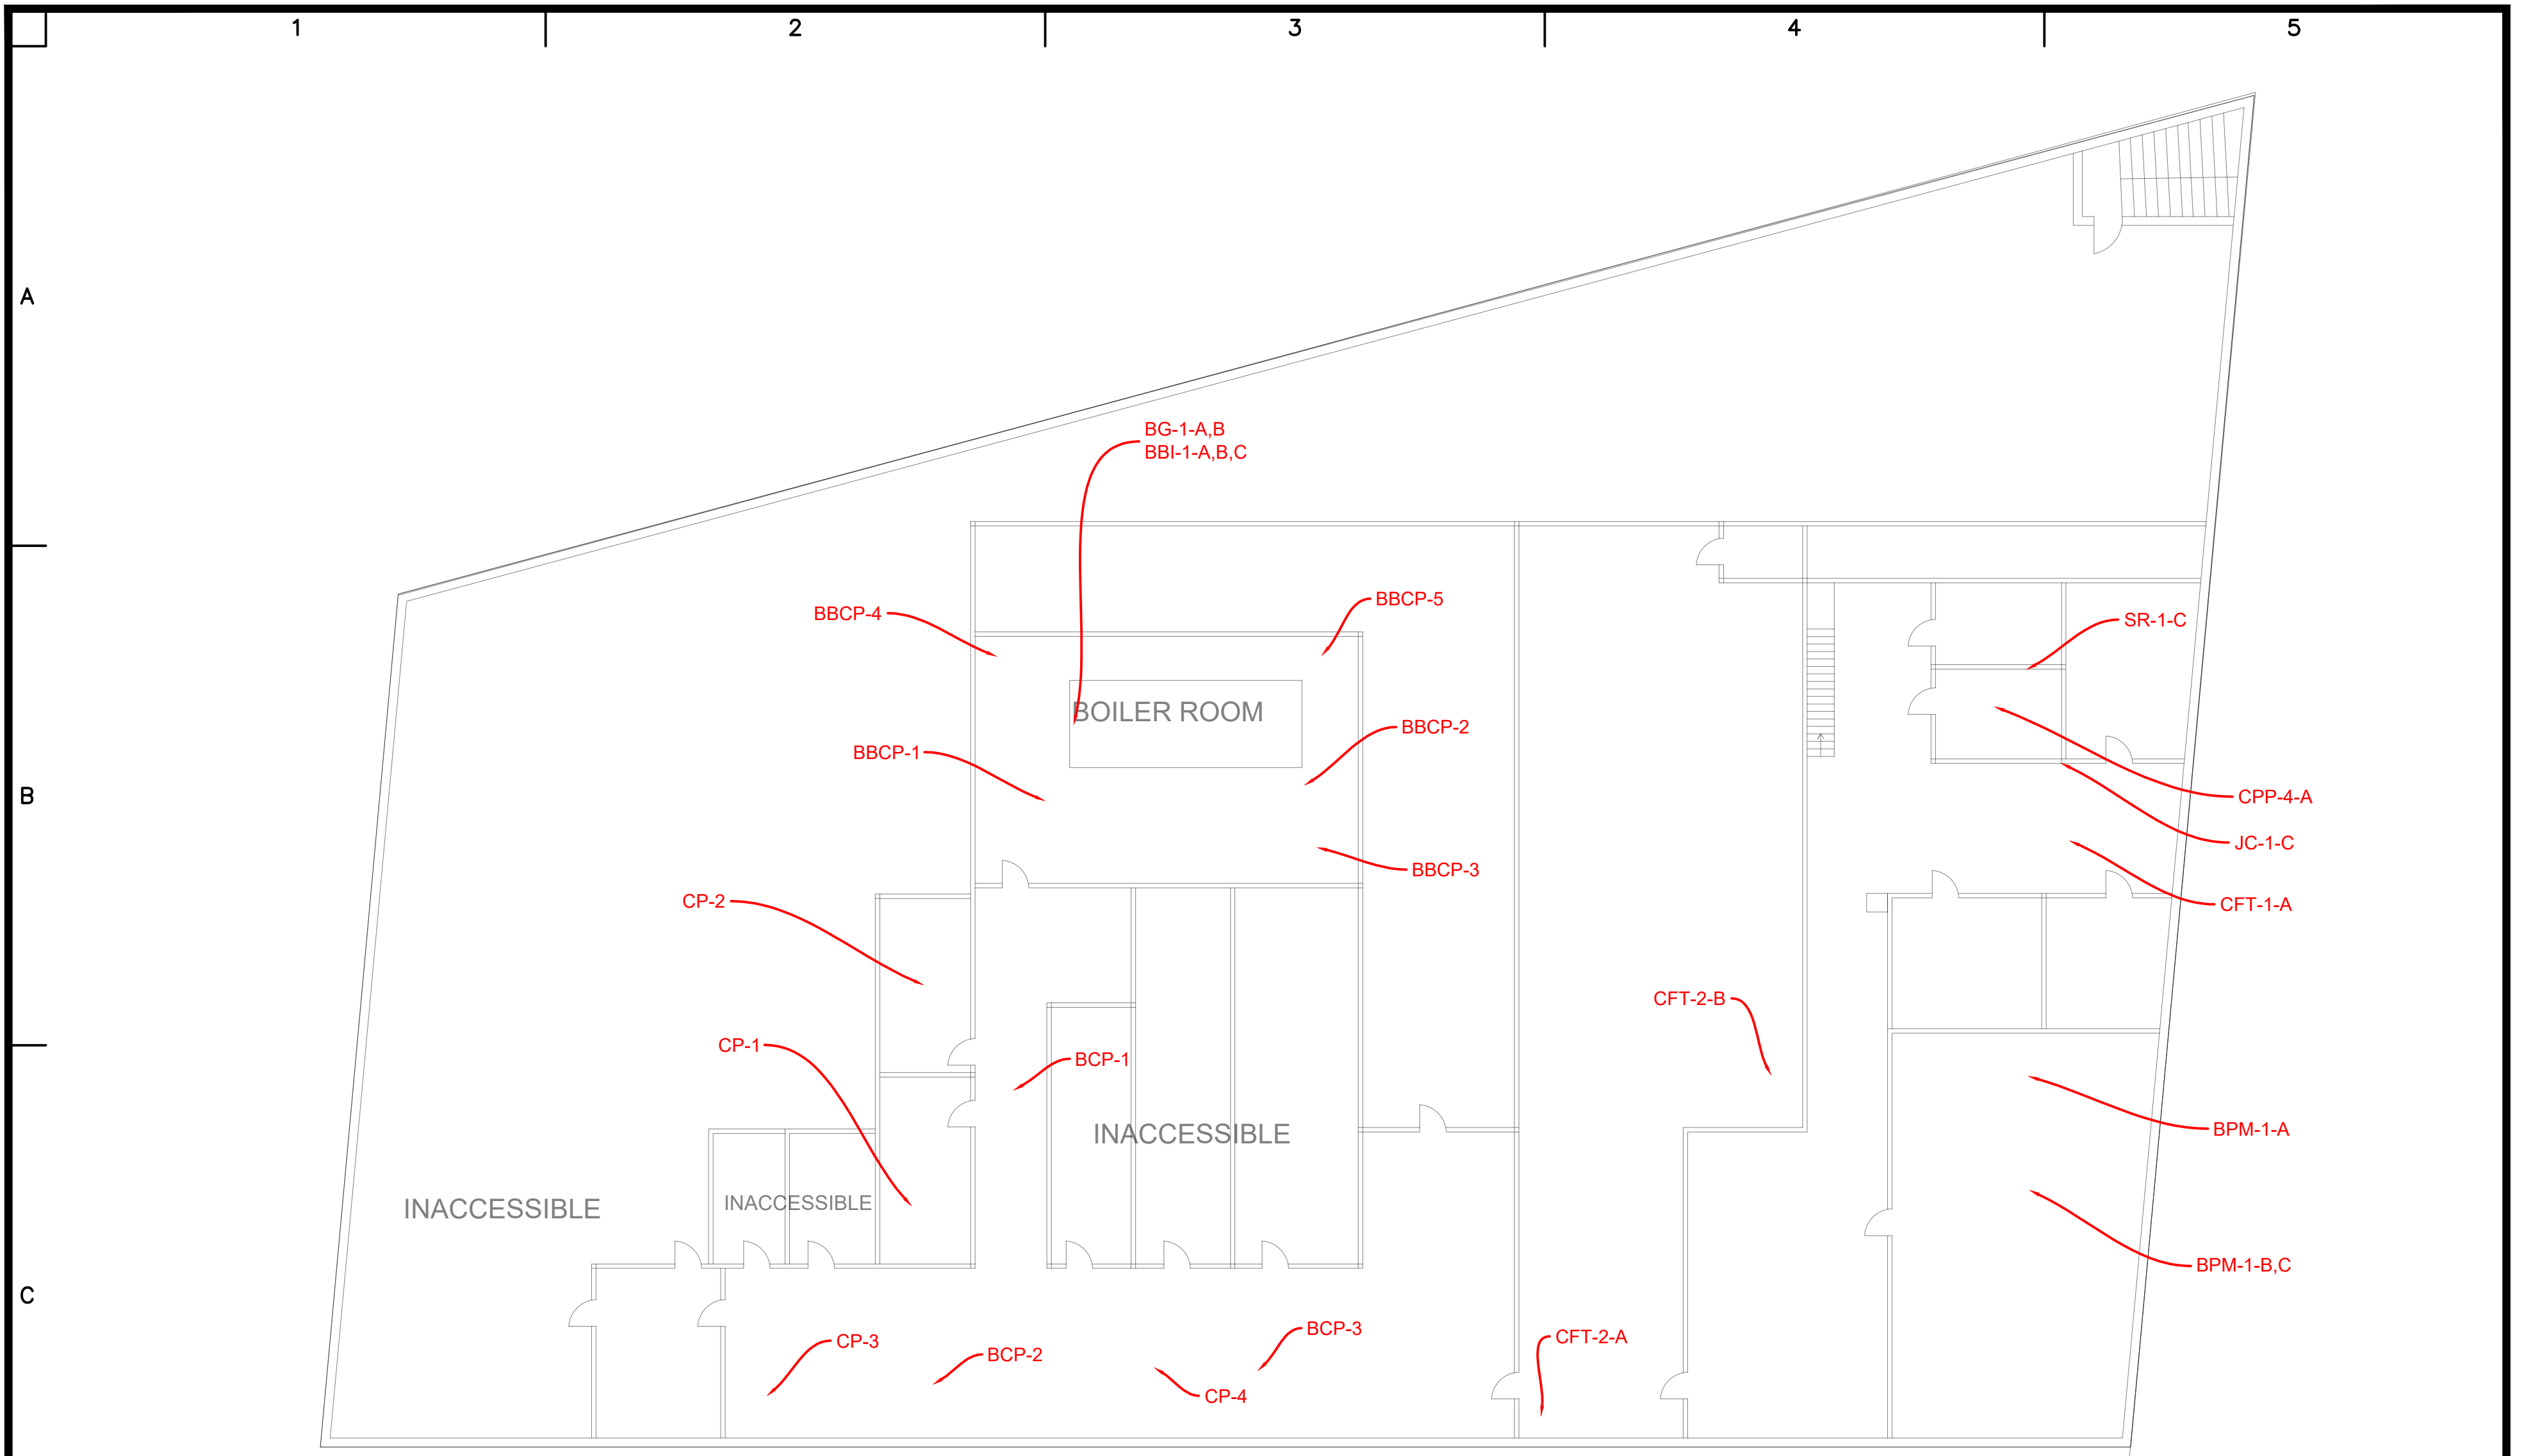 1 2 3 4 5
A
BG-1-A,B
BBI-1-A,B,C
BBCP-4
BBCP-5
SR-1-C
BOILER ROOM
BBCP-2
BBCP-1
B
CPP-4-A
JC-1-C
BBCP-3
CP-2
CFT-1-A
CFT-2-B
CP-1
BCP-1
BPM-1-A
INACCESSIBLE
INACCESSIBLE
INACCESSIBLE
BPM-1-B,C
C
BCP-3
CFT-2-A
CP-3
BCP-2
CP-4